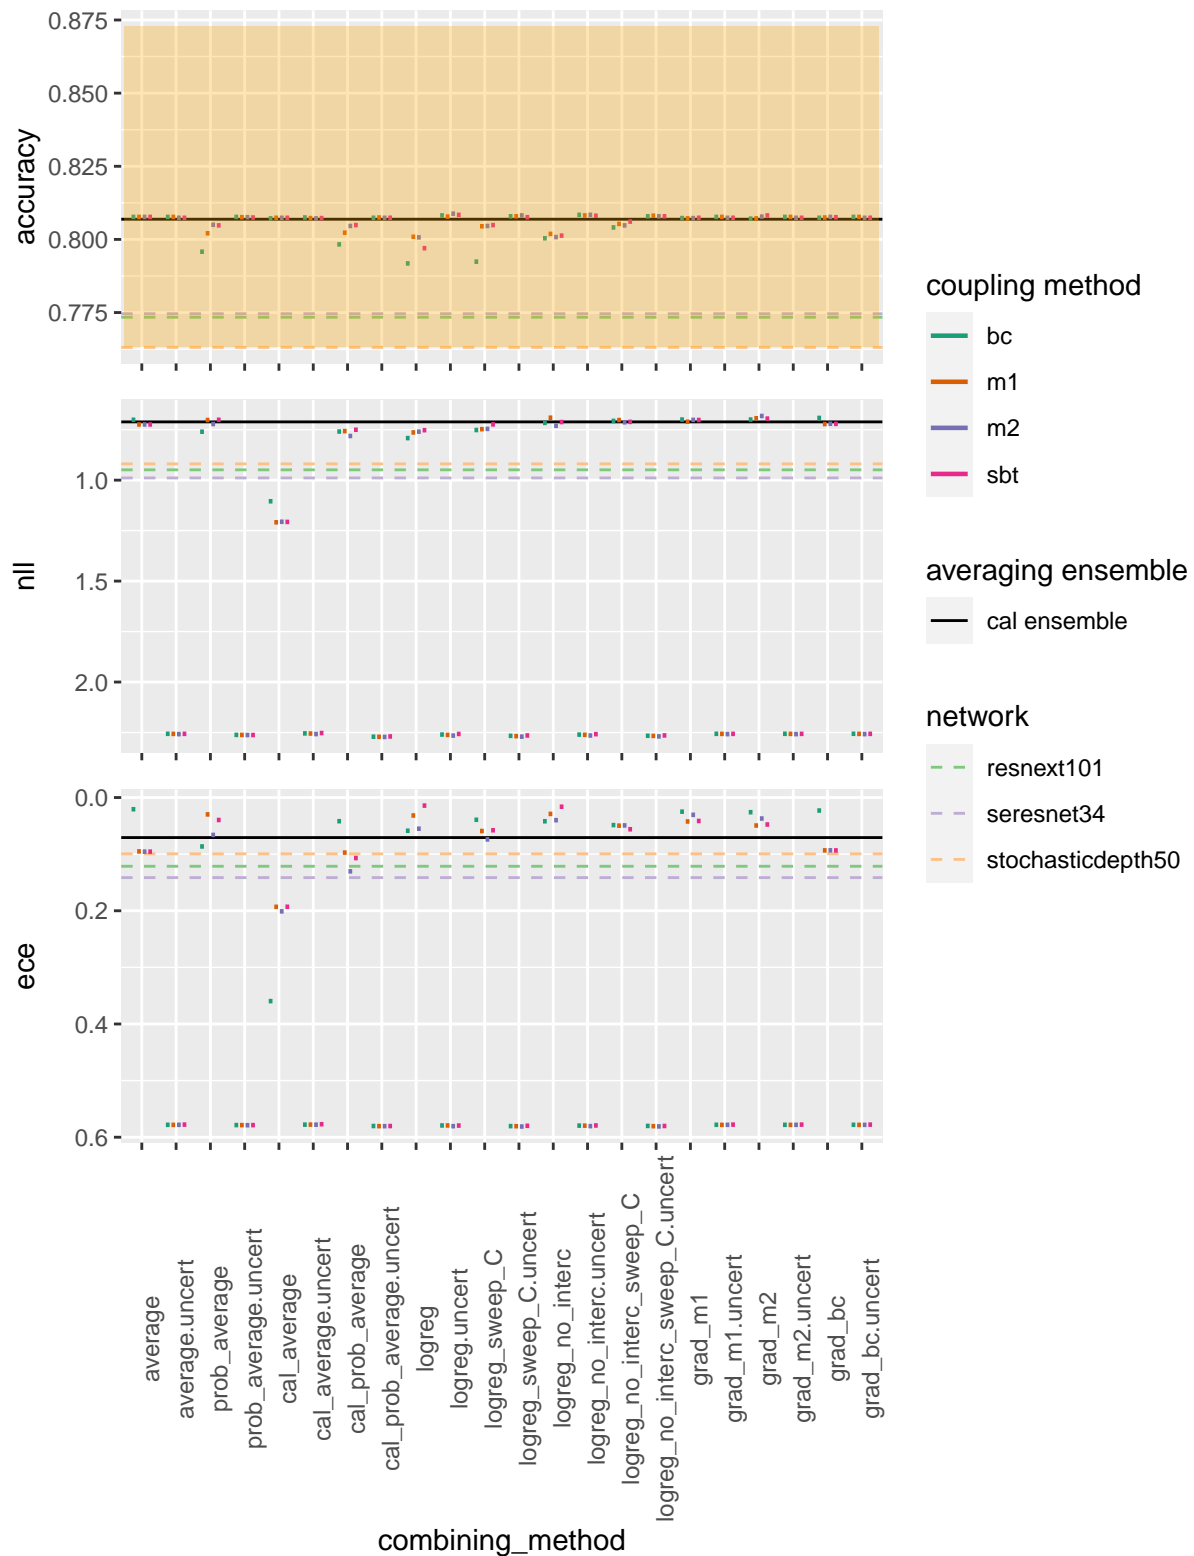 0.875
0.850
0.825
0.800
0.775
accuracy
1.0
1.5
2.0
nll
0.0
0.2
0.4
0.6
ece
average
average.uncert
prob_average
prob_average.uncert
cal_average
cal_average.uncert
cal_prob_average
cal_prob_average.uncert
logreg
logreg.uncert
logreg_sweep_C
logreg_sweep_C.uncert
logreg_no_interc
logreg_no_interc.uncert
logreg_no_interc_sweep_C
logreg_no_interc_sweep_C.uncert
grad_m1
grad_m1.uncert
grad_m2
grad_m2.uncert
grad_bc
grad_bc.uncert
combining_method
coupling method
bc
m1
m2
sbt
averaging ensemble
cal ensemble
network
resnext101
seresnet34
stochasticdepth50